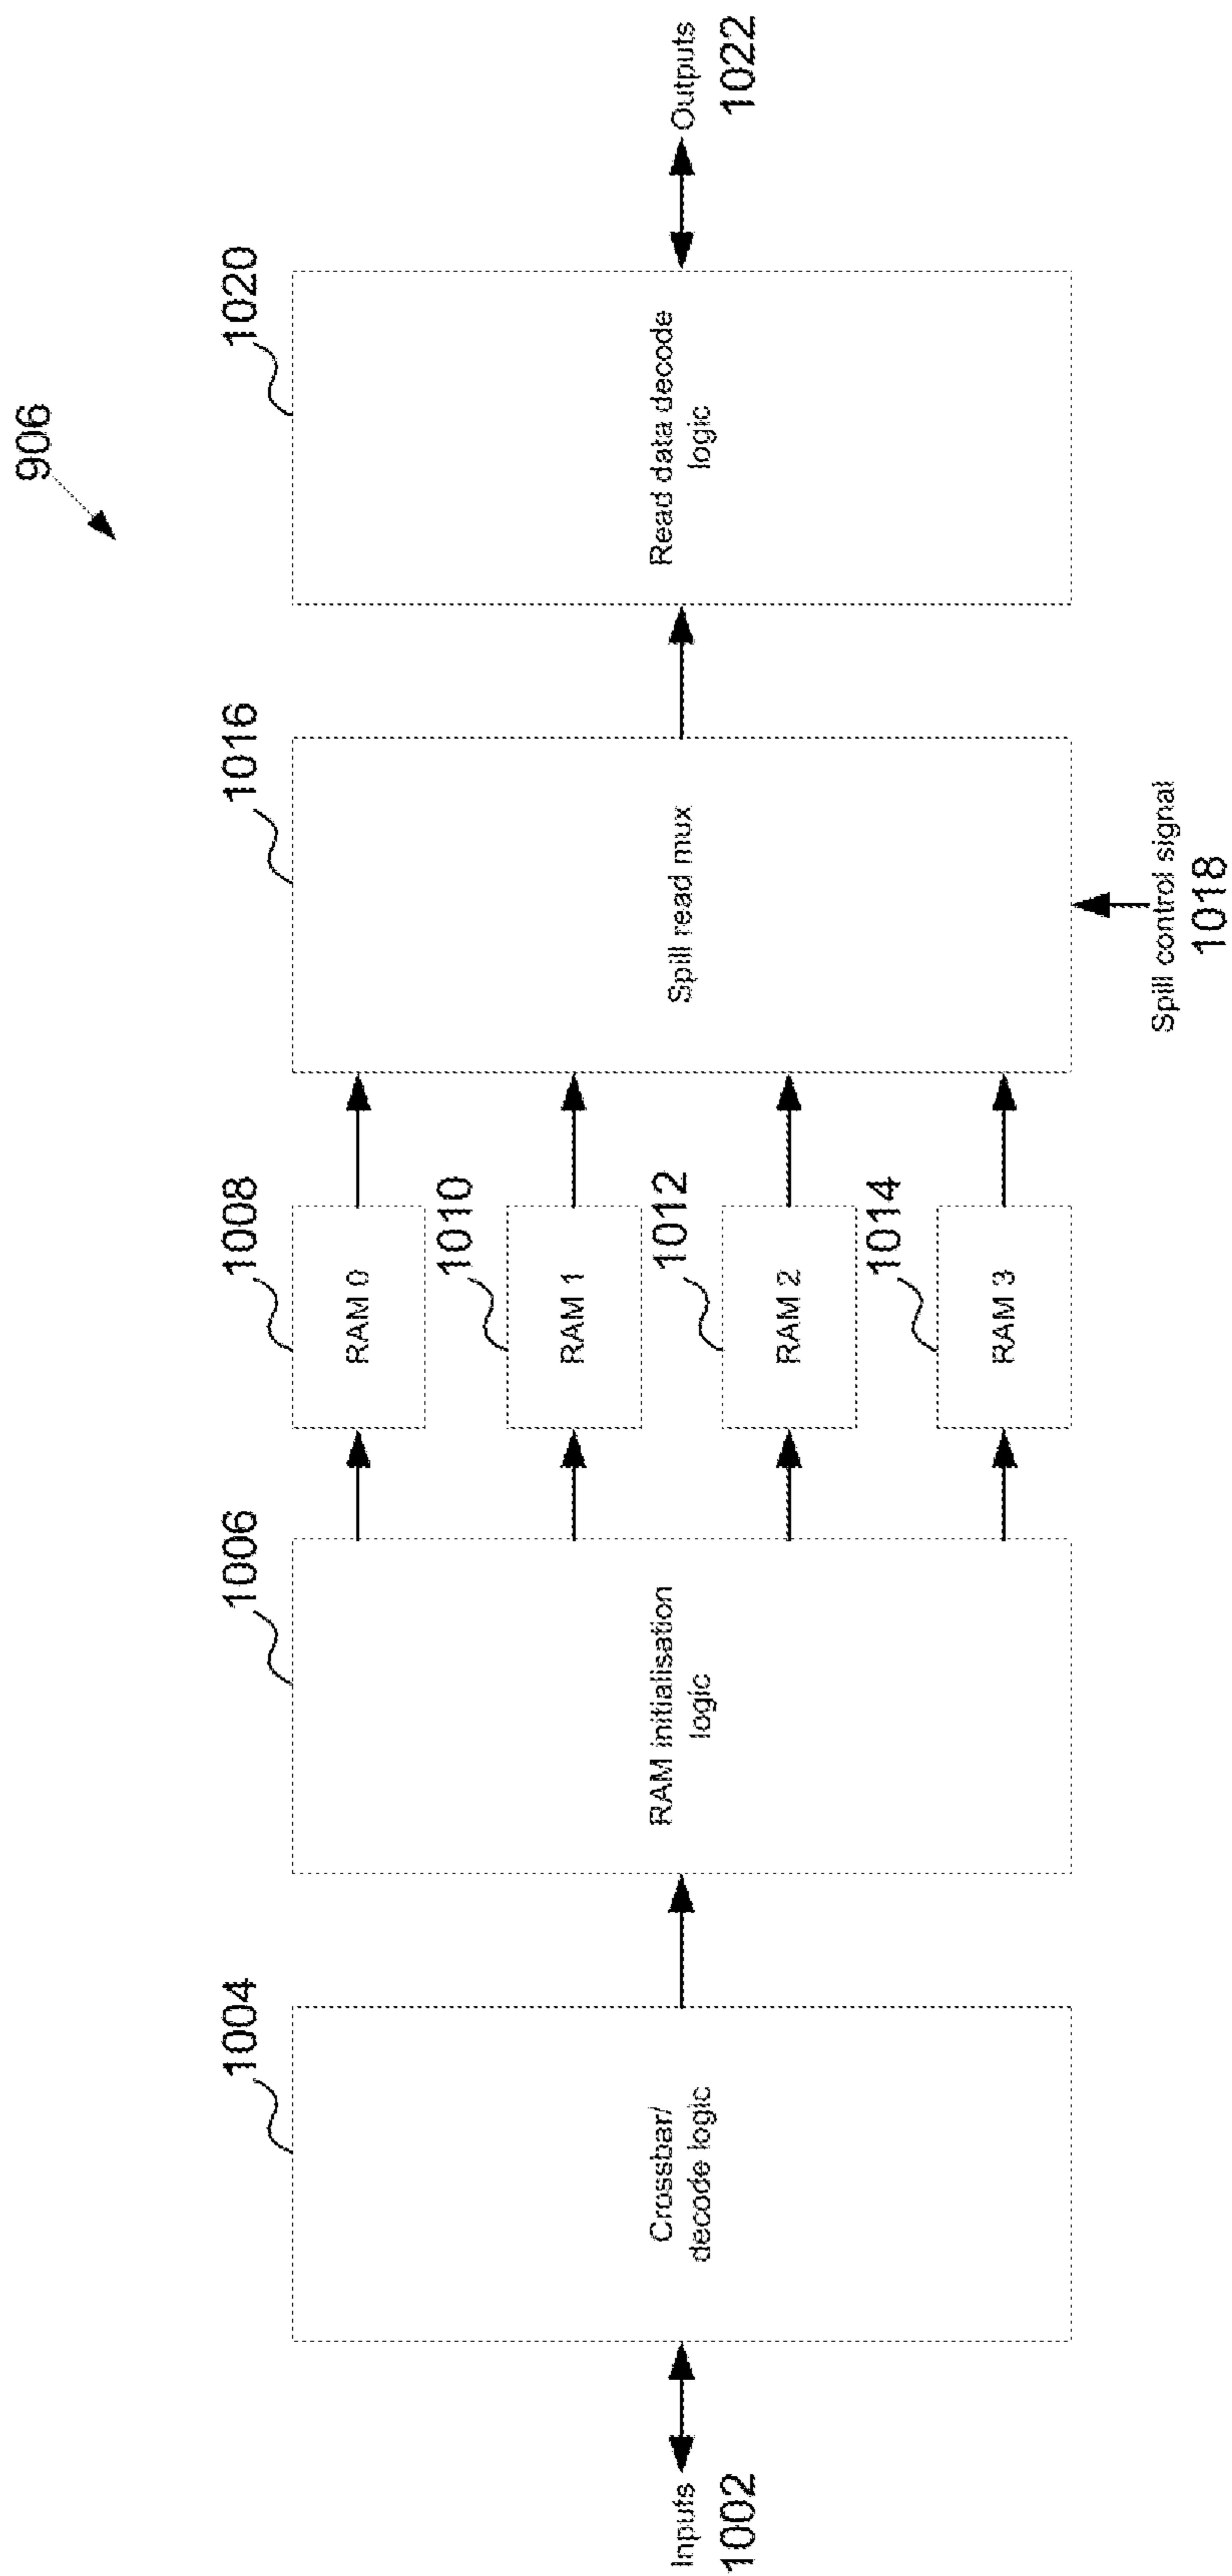 906
Inputs
1002
1004
Crossbar/
decode logic
1006
RAM initialisation
logic
1008
RAM 0
1010
RAM 1
1012
RAM 2
1014
RAM 3
1016
Spill read mux
Spill control signal
1018
1020
Read data decode
logic
Outputs
1022